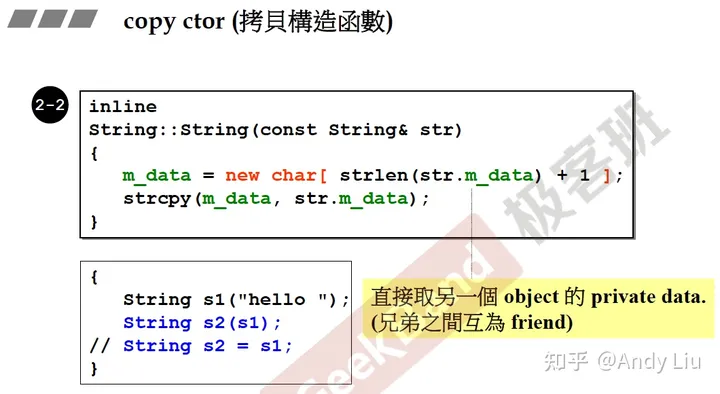 copy ctor (拷貝構造函數)
2-2
inline
String::String(const String& str)
{
m_data = new char[ strlen(str.m_data) + 1 ];
strcpy(m_data, str.m_data);
}
{
String s1("hello ");
String s2(s1);
// String s2 = s1;
}
直接取另一個 object 的 private data.
(兄弟之間互為 friend)
GeekBand 极客班
知乎 @Andy Liu